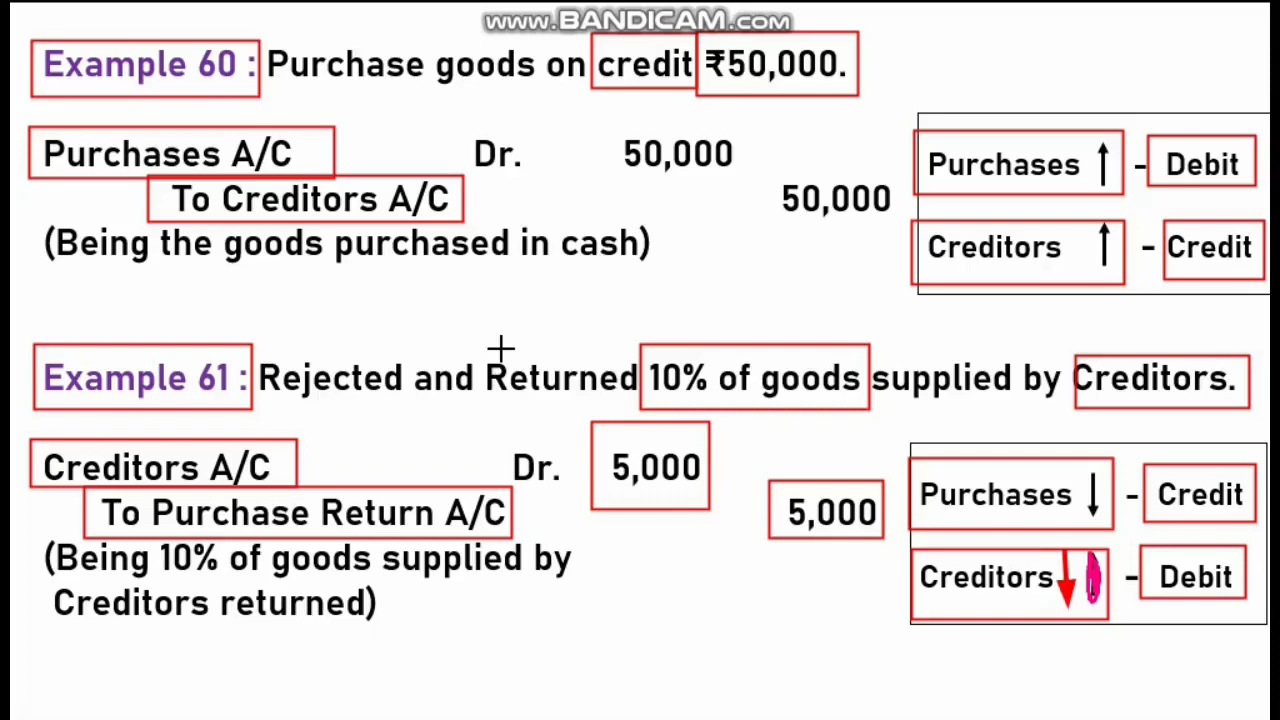 www.BANDICAM.com
Example 60 : Purchase goods on credit ₹50,000.
Purchases A/C Dr. 50,000
To Creditors A/C 50,000
(Being the goods purchased in cash)
Purchases ↑ - Debit
Creditors ↑ - Credit
Example 61 : Rejected and Returned 10% of goods supplied by Creditors.
Creditors A/C Dr. 5,000
To Purchase Return A/C 5,000
(Being 10% of goods supplied by
Creditors returned)
Purchases ↓ - Credit
Creditors ↓ - Debit